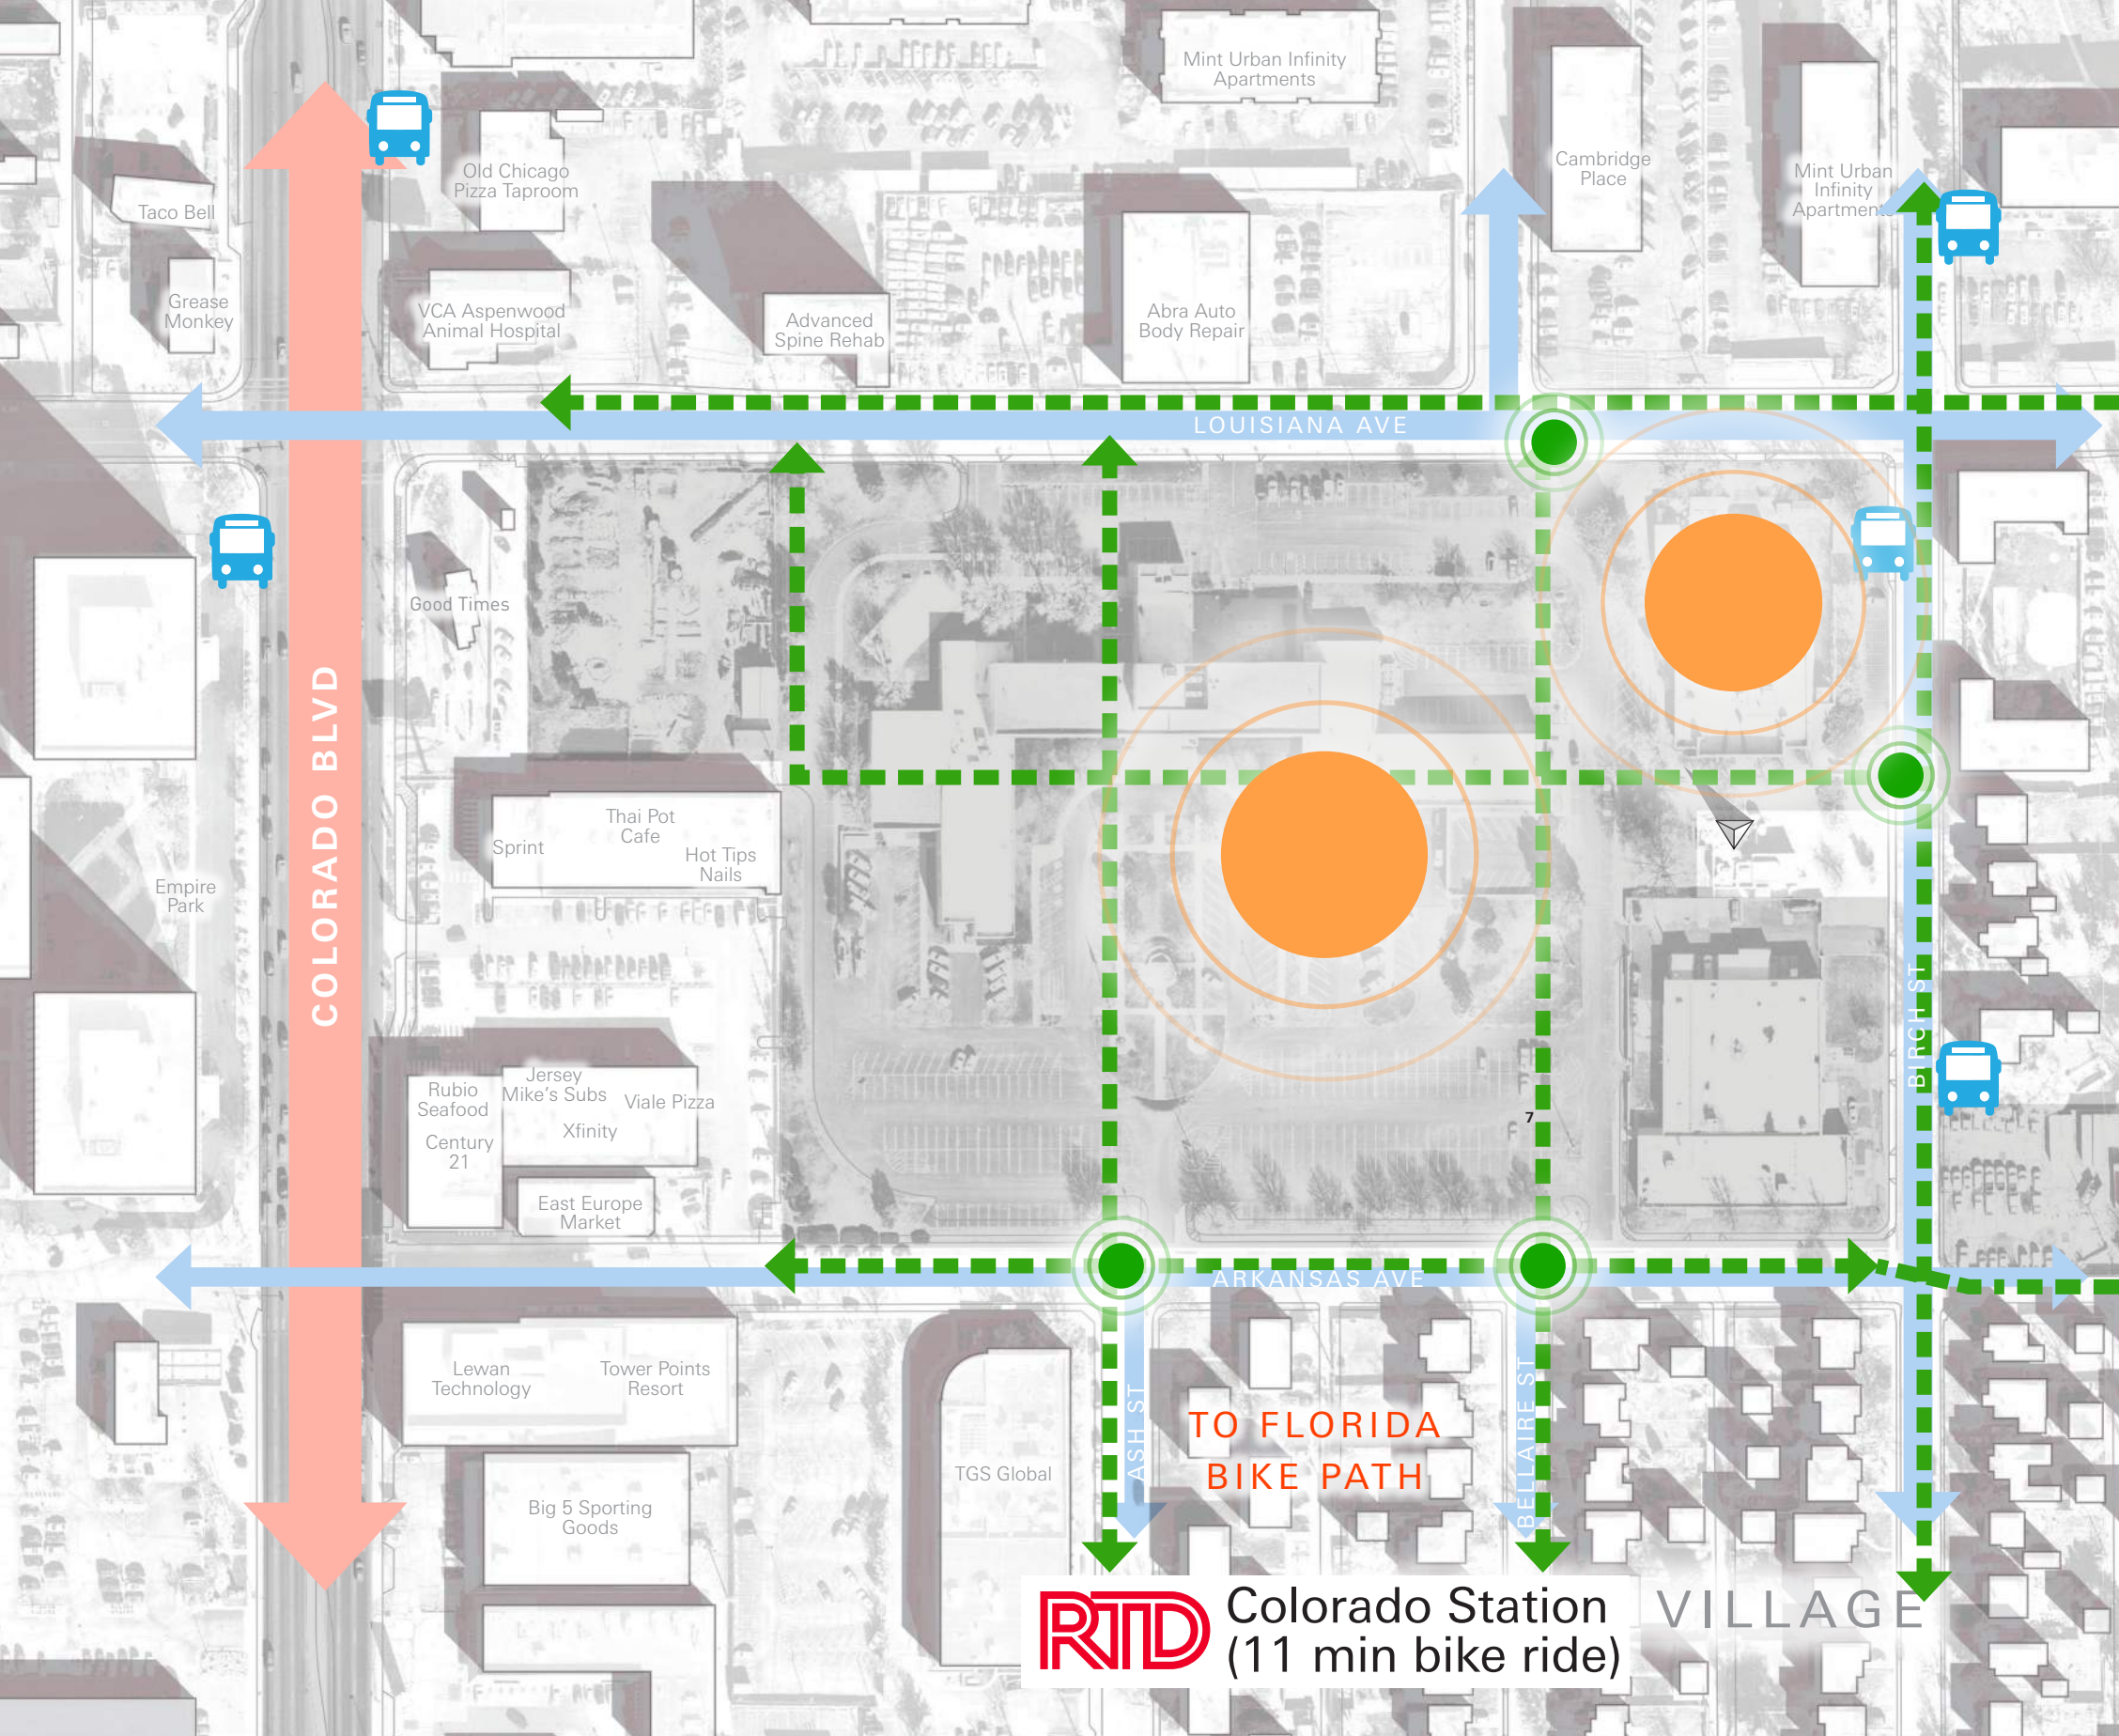 Mint Urban Infinity
Apartments
Cambridge
Place
Mint Urban
Infinity
Apartments
Old Chicago
Pizza Taproom
Taco Bell
Grease
Monkey
VCA Aspenwood
Animal Hospital
Advanced
Spine Rehab
Abra Auto
Body Repair
LOUISIANA AVE
Good Times
COLORADO BLVD
Sprint
Thai Pot
Cafe
Hot Tips
Nails
Empire
Park
BIRCH ST
Rubio
Seafood
Jersey
Mike's Subs
Viale Pizza
Xfinity
Century
21
7
East Europe
Market
ARKANSAS AVE
Lewan
Technology
Tower Points
Resort
ASH ST
BELLAIRE ST
TO FLORIDA
BIKE PATH
TGS Global
Big 5 Sporting
Goods
RTD
Colorado Station
(11 min bike ride)
VILLAGE